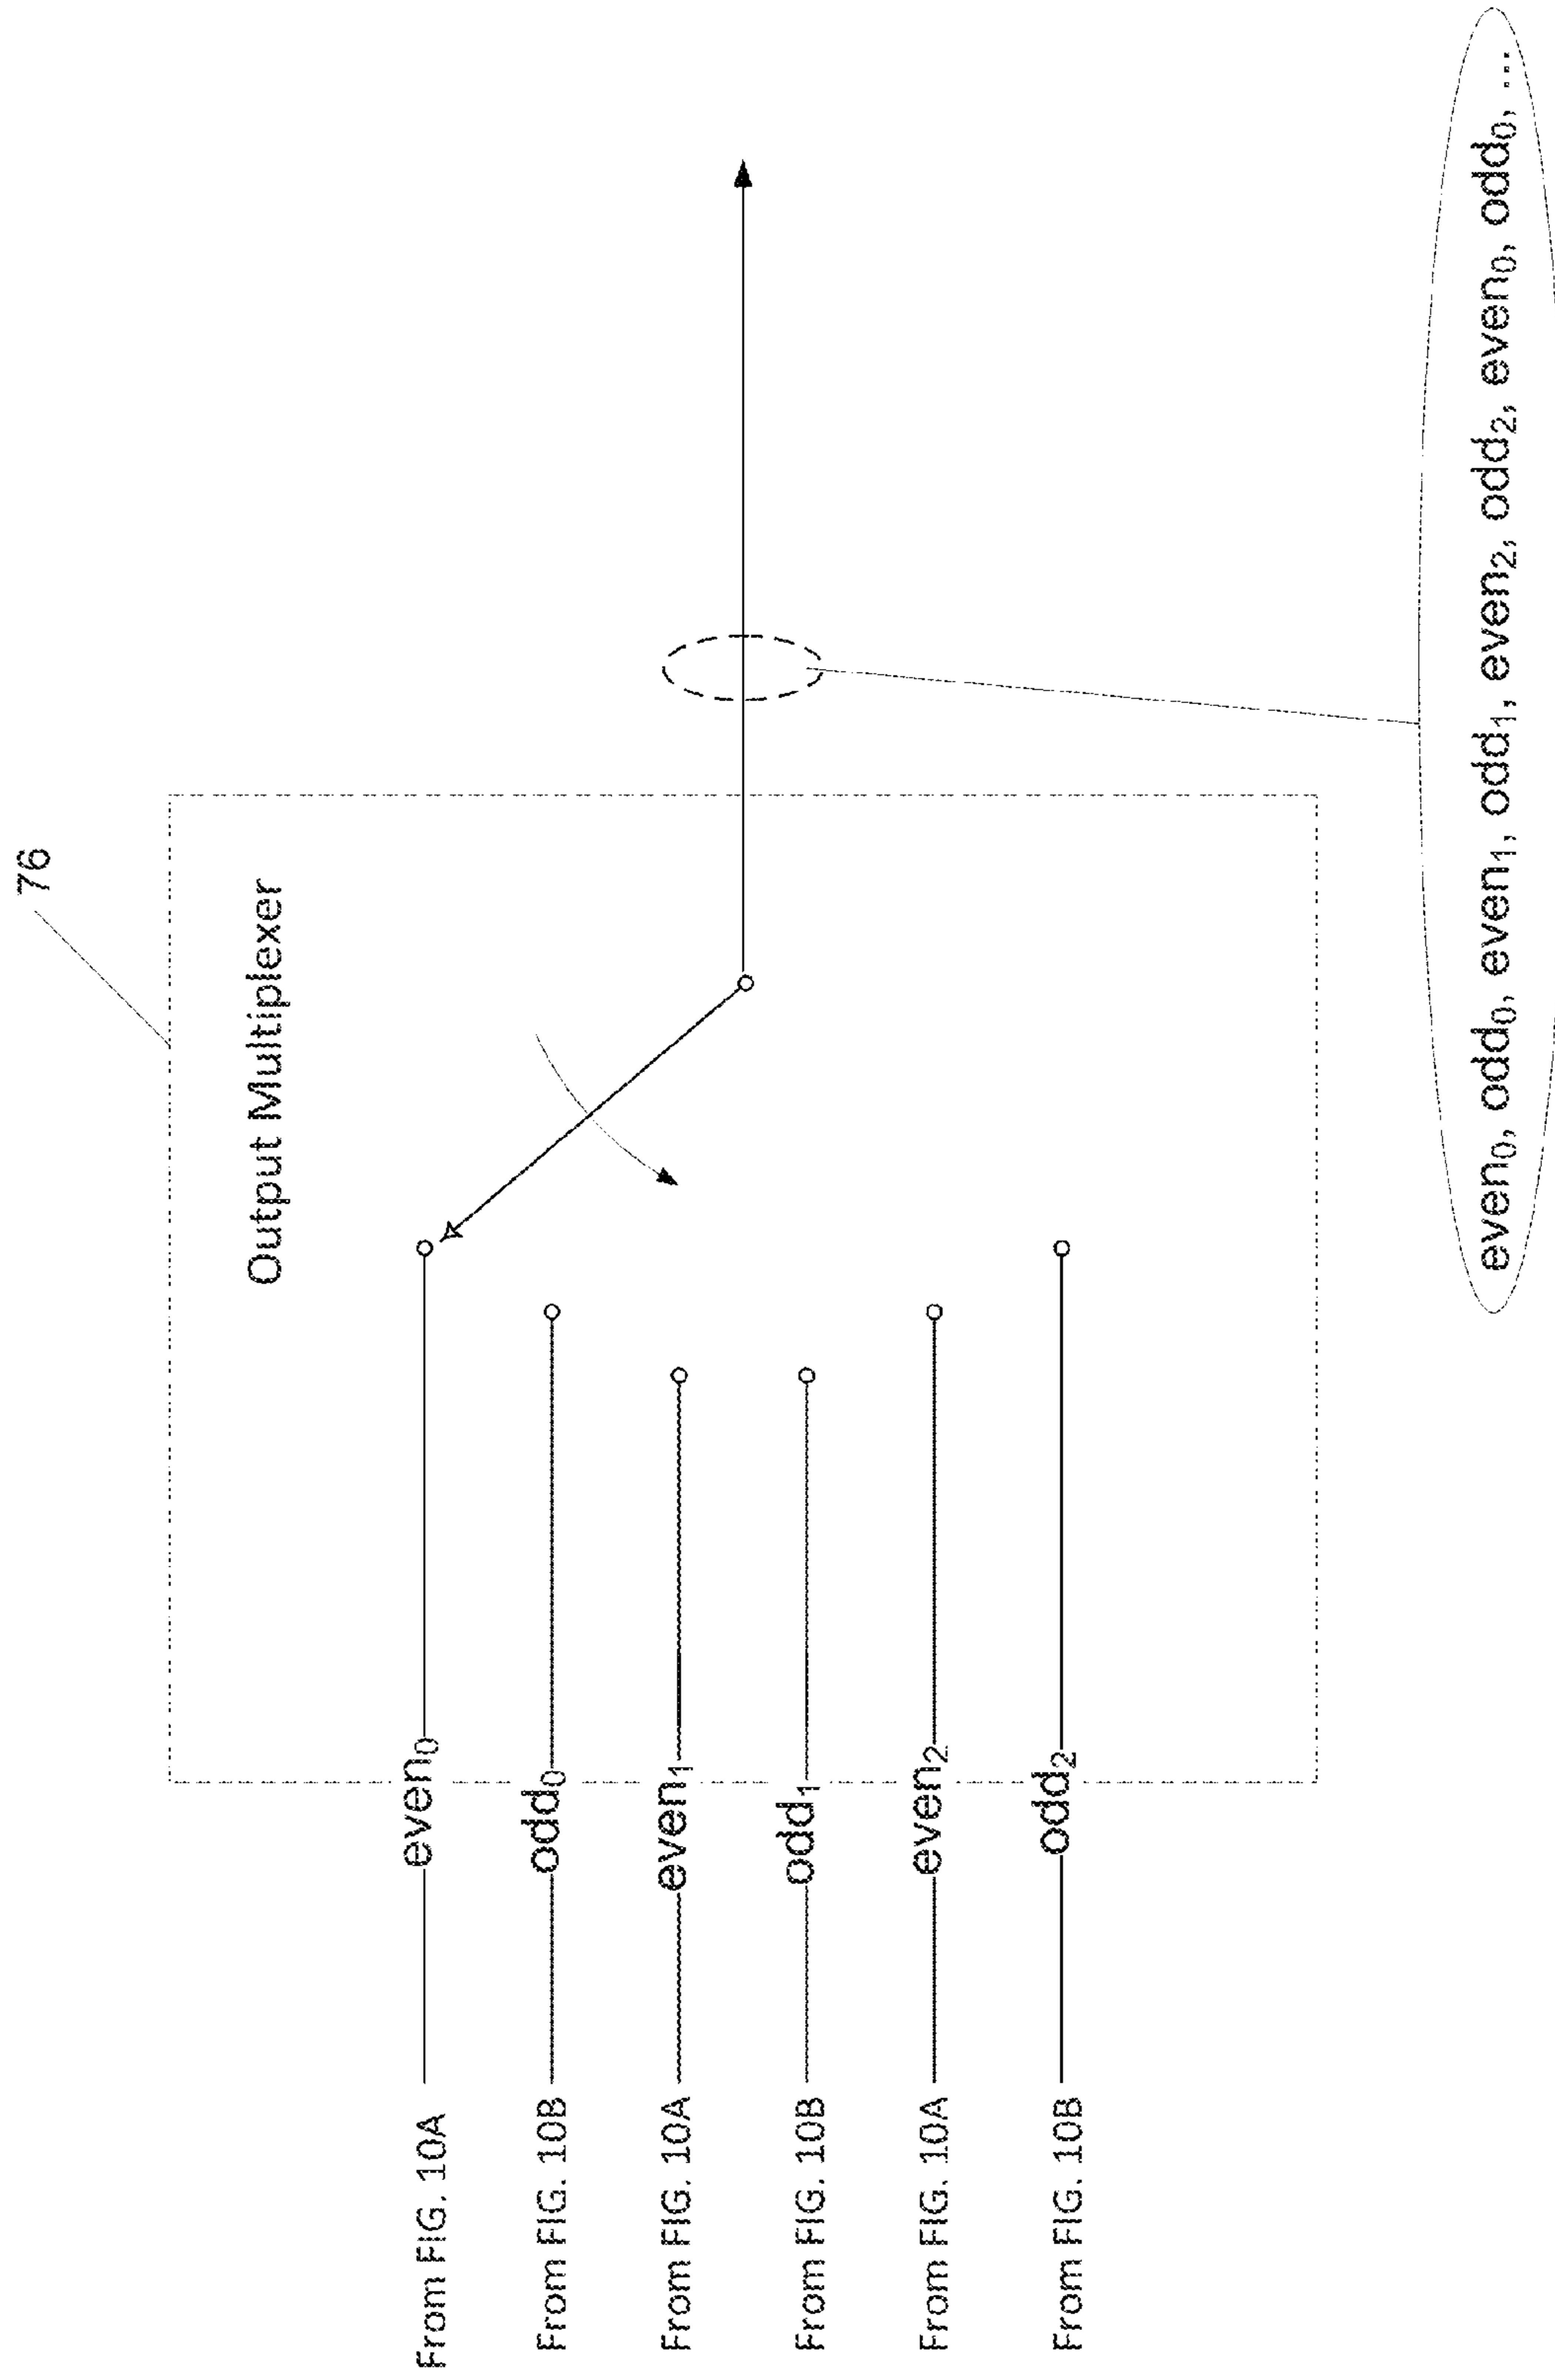 76
Output Multiplexer
From FIG. 10A even₀
From FIG. 10B odd₀
From FIG. 10A even₁
From FIG. 10B odd₁
From FIG. 10A even₂
From FIG. 10B odd₂
even₀, odd₀, even₁, odd₁, even₂, odd₂, even₀, odd₀, ...